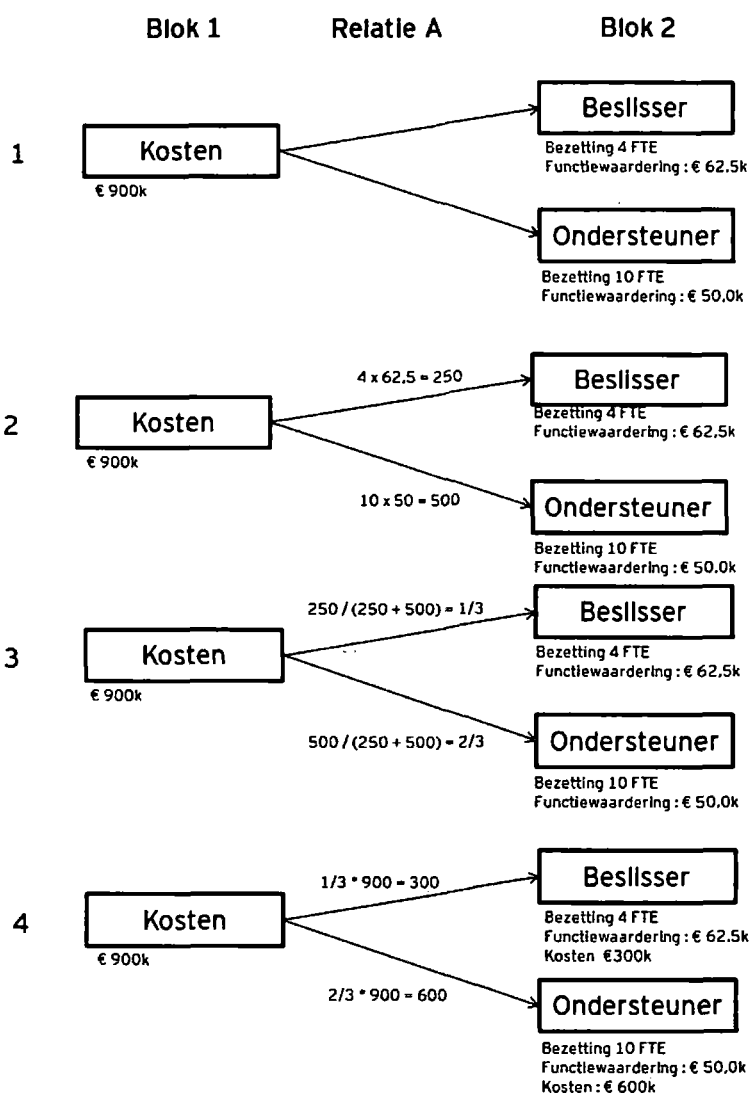 Blok 1 Relatie A Blok 2
1
Kosten
€ 900k
Beslisser
Bezetting 4 FTE
Functiewaardering : € 62.5k
Ondersteuner
Bezetting 10 FTE
Functiewaardering : € 50.0k
2
Kosten
€ 900k
4 x 62.5 = 250
Beslisser
Bezetting 4 FTE
Functiewaardering : € 62,5k
10 x 50 = 500
Ondersteuner
Bezetting 10 FTE
Functiewaardering : € 50.0k
3
Kosten
€ 900k
250 / (250 + 500) = 1/3
Beslisser
Bezetting 4 FTE
Functiewaardering : € 62,5k
500 / (250 + 500) = 2/3
Ondersteuner
Bezetting 10 FTE
Functiewaardering : € 50,0k
4
Kosten
€ 900k
1/3 * 900 = 300
Beslisser
Bezetting 4 FTE
Functiewaardering : € 62.5k
Kosten €300k
2/3 * 900 = 600
Ondersteuner
Bezetting 10 FTE
Functiewaardering : € 50,0k
Kosten : € 600k